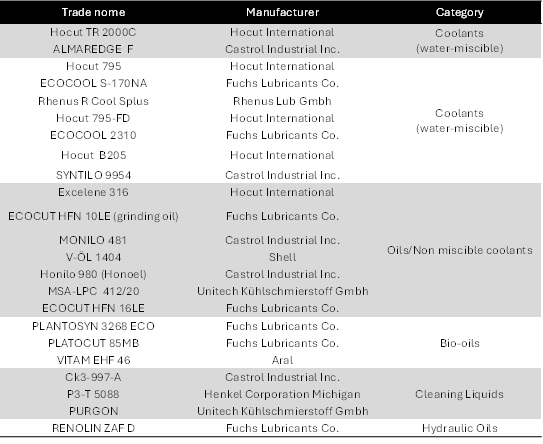 Trade nome Manufacturer Category
Hocut TR 2000C Hocut International Coolants
ALMAREDGE F Castrol Industrial Inc. (water-miscible)
Hocut 795 Hocut International
ECOCOOL S-170NA Fuchs Lubricants Co.
Rhenus R Cool Splus Rhenus Lub Gmbh
Hocut 795-FD Hocut International Coolants
ECOCOOL 2310 Fuchs Lubricants Co. (water-miscible)
Hocut B205 Hocut International
SYNTILO 9954 Castrol Industrial Inc.
Excelene 316 Hocut International
ECOCUT HFN 10LE (grinding oil) Fuchs Lubricants Co.
MONILO 481 Castrol Industrial Inc.
V-ÖL 1404 Shell Oils/Non miscible coolants
Honilo 980 (Honoel) Castrol Industrial Inc.
MSA-LPC 412/20 Unitech Kühlschmierstoff Gmbh
ECOCUT HFN 16LE Fuchs Lubricants Co.
PLANTOSYN 3268 ECO Fuchs Lubricants Co.
PLATOCUT 85MB Fuchs Lubricants Co. Bio-oils
VITAM EHF 46 Aral
Ck3-997-A Castrol Industrial Inc.
P3-T 5088 Henkel Corporation Michigan Cleaning Liquids
PURGON Unitech Kühlschmierstoff Gmbh
RENOLIN ZAF D Fuchs Lubricants Co. Hydraulic Oils